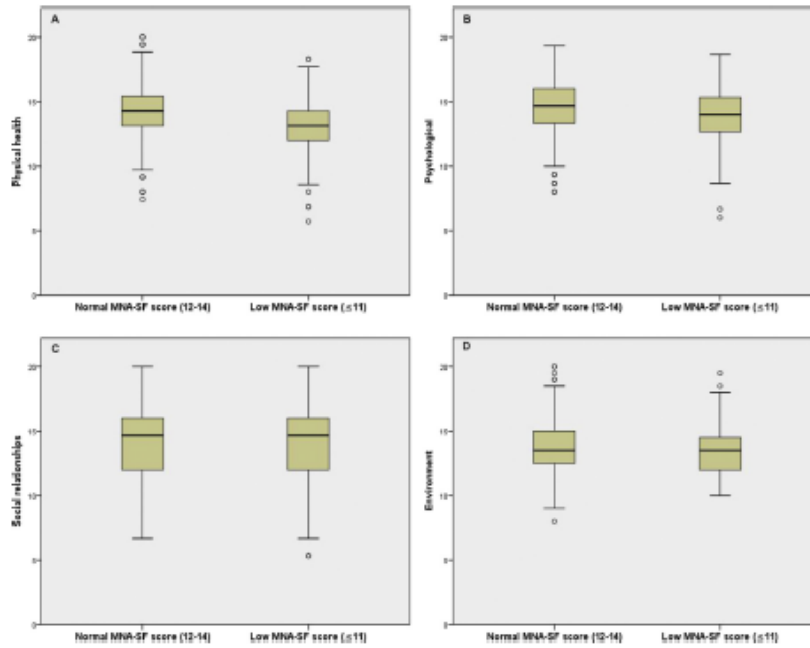 A
20
15
10
5
0
Physical health
Normal MNA-SF score (12-14)
Low MNA-SF score (≤11)
B
20
15
10
5
0
Psychological
Normal MNA-SF score (12-14)
Low MNA-SF score (≤11)
C
20
15
10
5
0
Social relationships
Normal MNA-SF score (12-14)
Low MNA-SF score (≤11)
D
20
15
10
5
0
Environment
Normal MNA-SF score (12-14)
Low MNA-SF score (≤11)